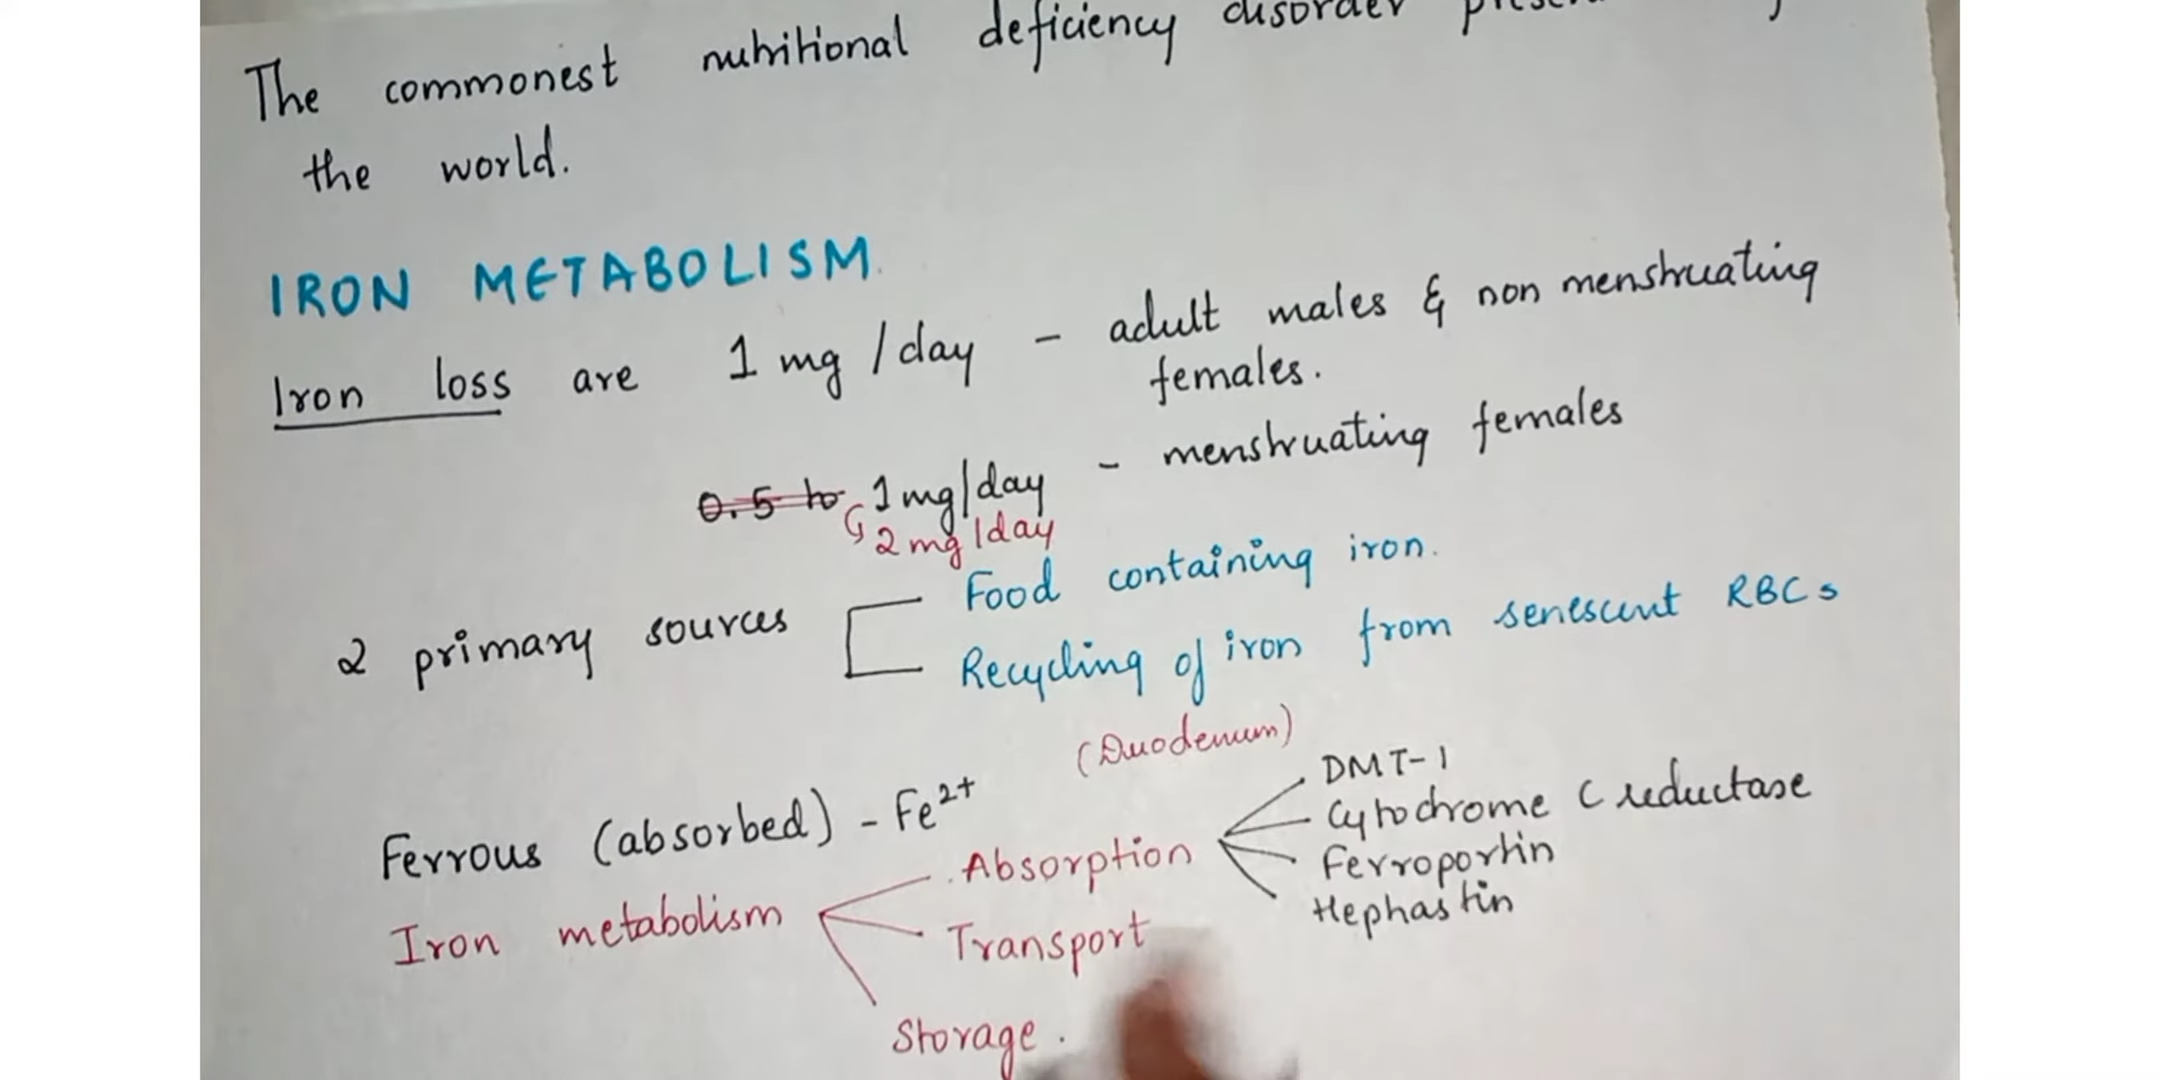 The commonest nutritional deficiency disorder
the world.
IRON METABOLISM
Iron loss are 1 mg /day - adult males & non menstruating
females.
0.5 to 1mg/day - menstruating females
2 mg/day
2 primary sources
Food containing iron.
Recycling of iron from senescent RBCs
(Duodenum)
Ferrous (absorbed) - Fe2+
Iron metabolism
Absorption
Transport
Storage.
DMT-1
Cytochrome C reductase
Ferroportin
Hephastin